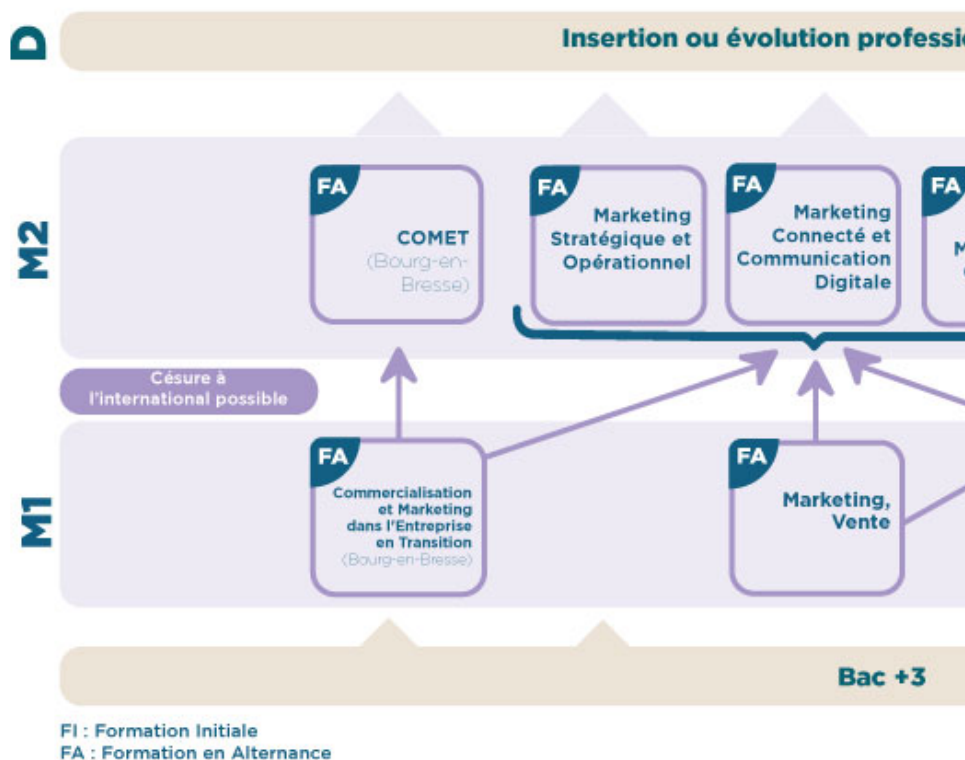 D
Insertion ou évolution
M2
FA
COMET
(Bourg-en-
Bresse)
FA
Marketing
Stratégique et
Opérationnel
FA
Marketing
Connecté et
Communication
Digitale
FA
Césure à
l'international possible
M1
FA
Commercialisation
et Marketing
dans l'Entreprise
en Transition
(Bourg-en-Bresse)
FA
Marketing,
Vente
Bac +3
FI : Formation Initiale
FA : Formation en Alternance